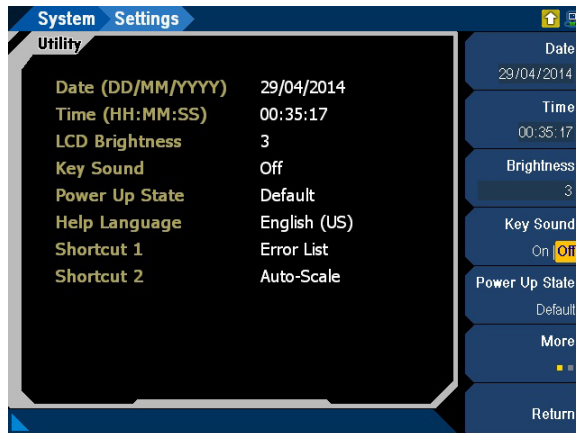 System Settings
Utility
Date (DD/MM/YYYY) 29/04/2014
Time (HH:MM:SS) 00:35:17
LCD Brightness 3
Key Sound Off
Power Up State Default
Help Language English (US)
Shortcut 1 Error List
Shortcut 2 Auto-Scale
Date
29/04/2014
Time
00:35:17
Brightness
3
Key Sound
On | Off
Power Up State
Default
More
Return